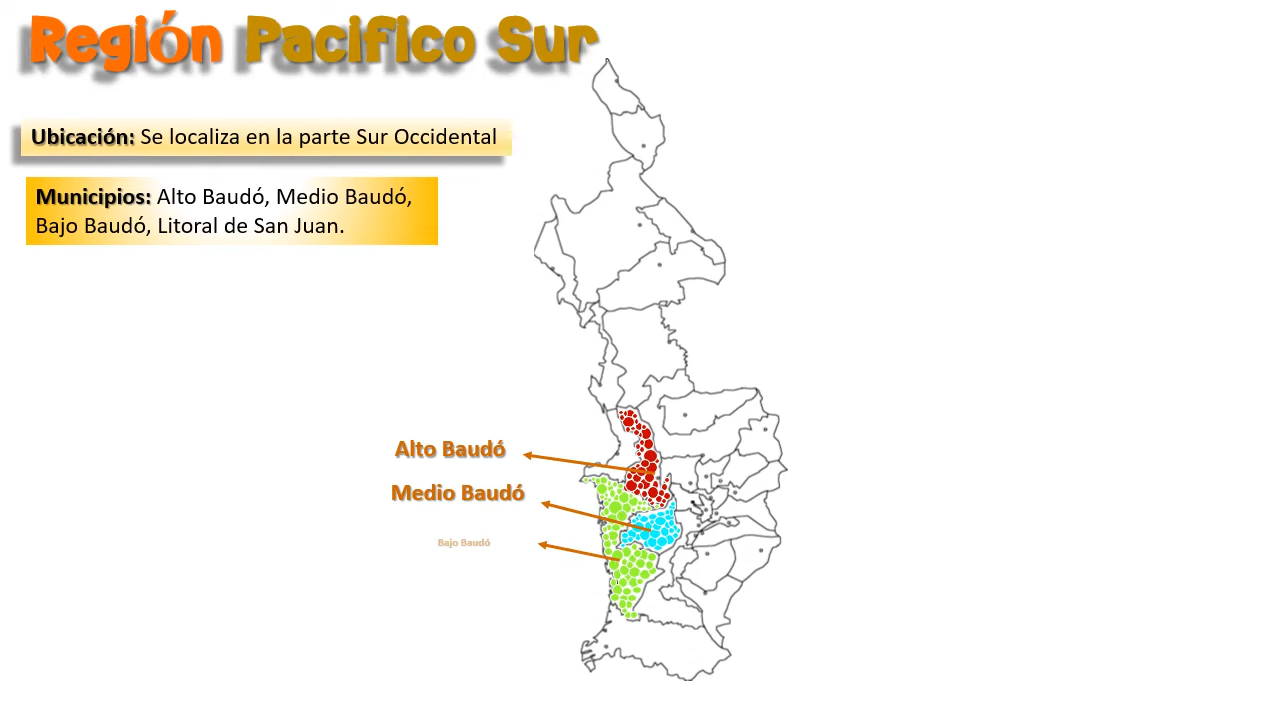 Región Pacifico Sur
Ubicación: Se localiza en la parte Sur Occidental
Municipios: Alto Baudó, Medio Baudó,
Bajo Baudó, Litoral de San Juan.
Alto Baudó
Medio Baudó
Bajo Baudó